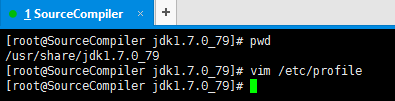 1 SourceCompiler × +
[root@SourceCompiler jdk1.7.0_79]# pwd
/usr/share/jdk1.7.0_79
[root@SourceCompiler jdk1.7.0_79]# vim /etc/profile
[root@SourceCompiler jdk1.7.0_79]#